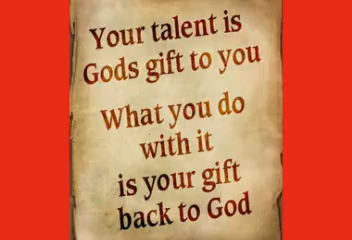 Your talent is
Gods gift to you
What you do
with it
is your gift
back to God